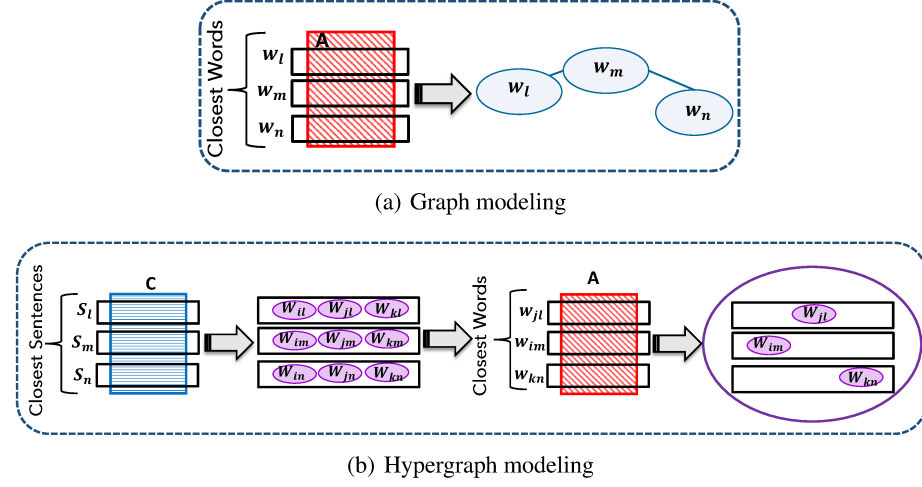 Closest Words
A
w_l
w_m
w_n
w_l
w_m
w_n
(a) Graph modeling
Closest Sentences
C
S_l
S_m
S_n
W_il W_jl W_kl
W_im W_jm W_km
W_in W_jn W_kn
Closest Words
A
w_jl
w_im
w_kn
W_jl
W_im
W_kn
(b) Hypergraph modeling